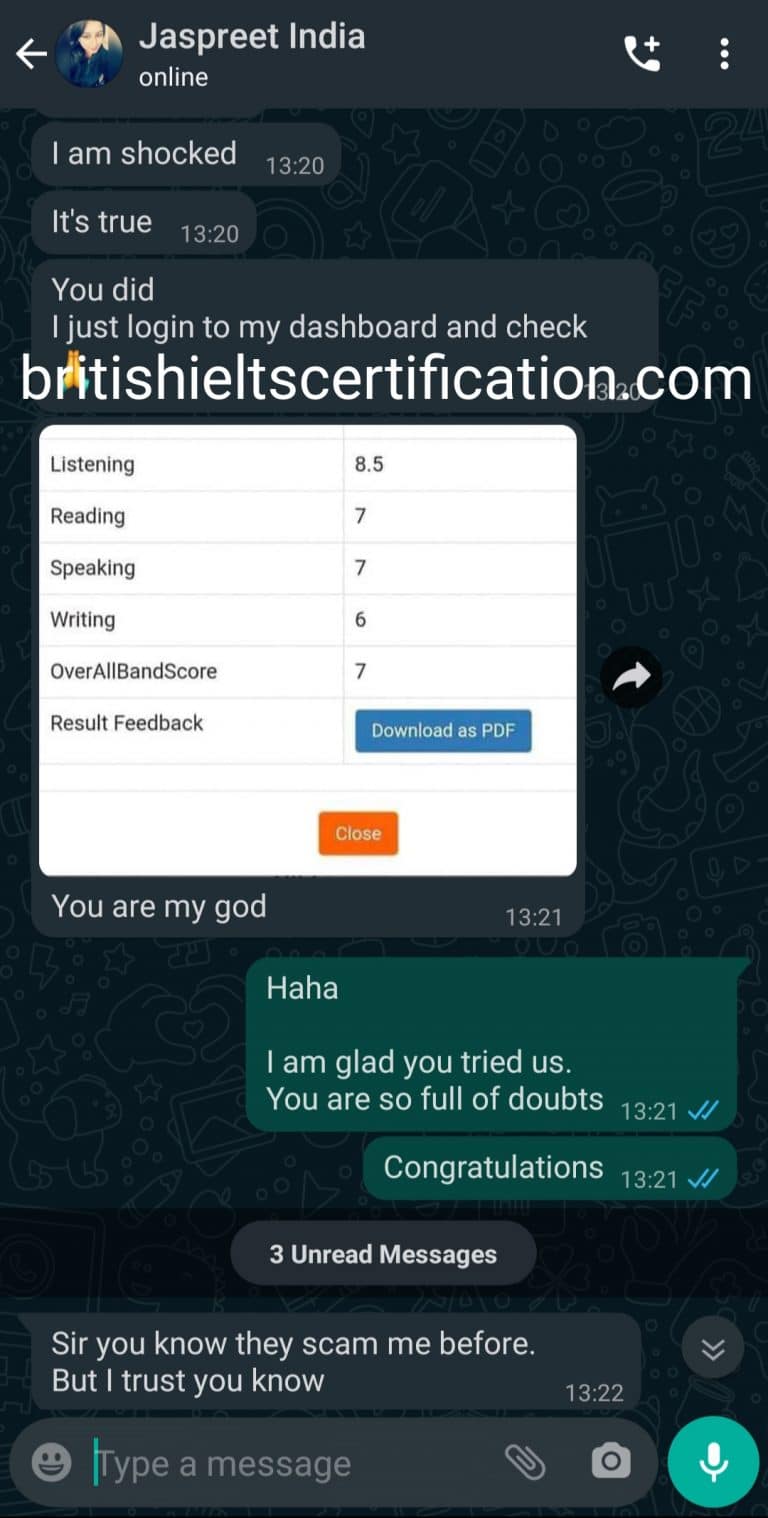 Jaspreet India
online
I am shocked 13:20
It's true 13:20
You did
I just login to my dashboard and check
britishieltscertification.com
13:20
Listening 8.5
Reading 7
Speaking 7
Writing 6
OverAllBandScore 7
Result Feedback Download as PDF
Close
You are my god 13:21
Haha
I am glad you tried us.
You are so full of doubts 13:21
Congratulations 13:21
3 Unread Messages
Sir you know they scam me before.
But I trust you know 13:22
Type a message